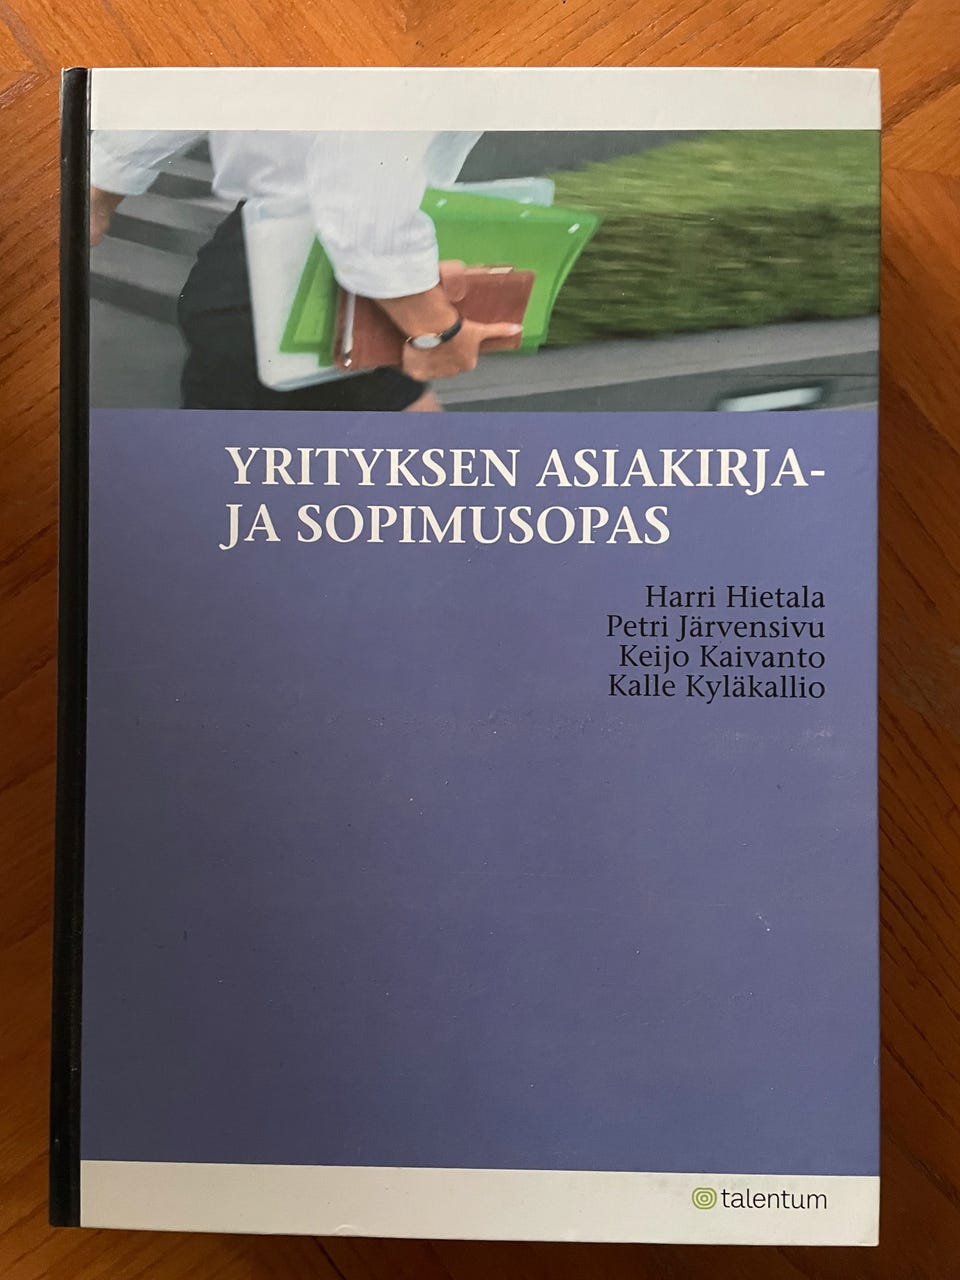 YRITYKSEN ASIAKIRJA-
JA SOPIMUSOPAS
Harri Hietala
Petri Järvensivu
Keijo Kaivanto
Kalle Kyläkallio
talentum